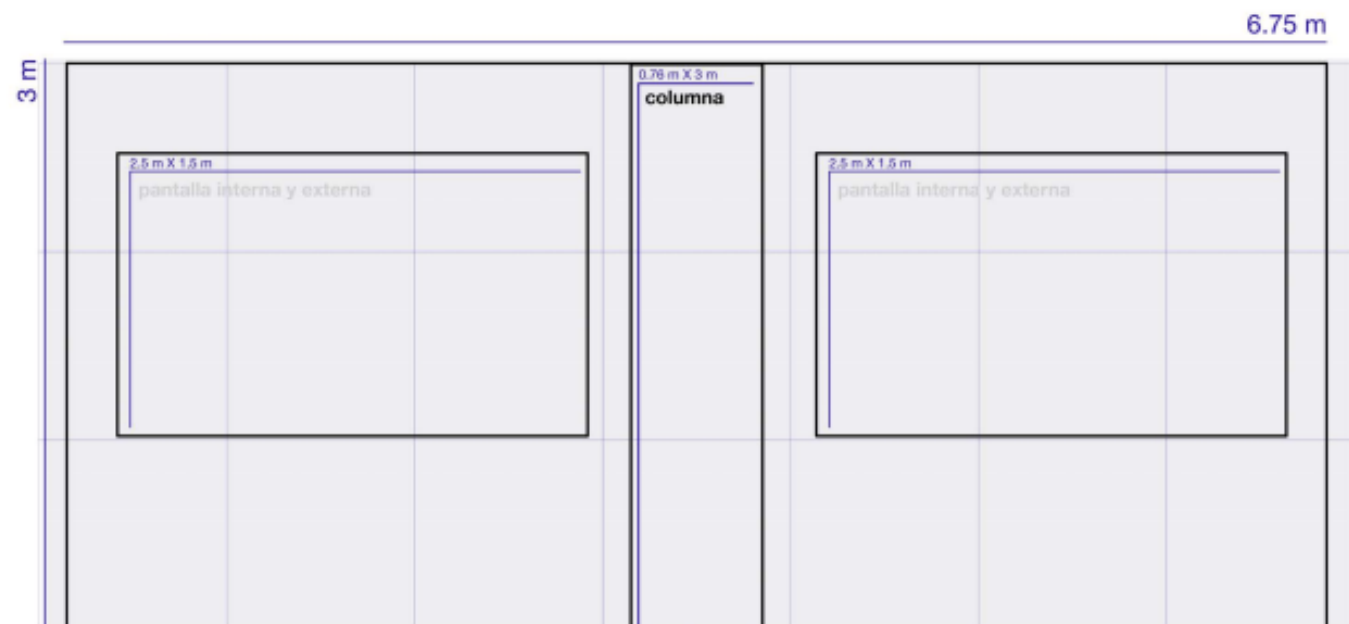 6.75 m
3 m
0.76 m X 3 m
columna
2.5 m X 1.5 m
pantalla interna y externa
2.5 m X 1.5 m
pantalla interna y externa